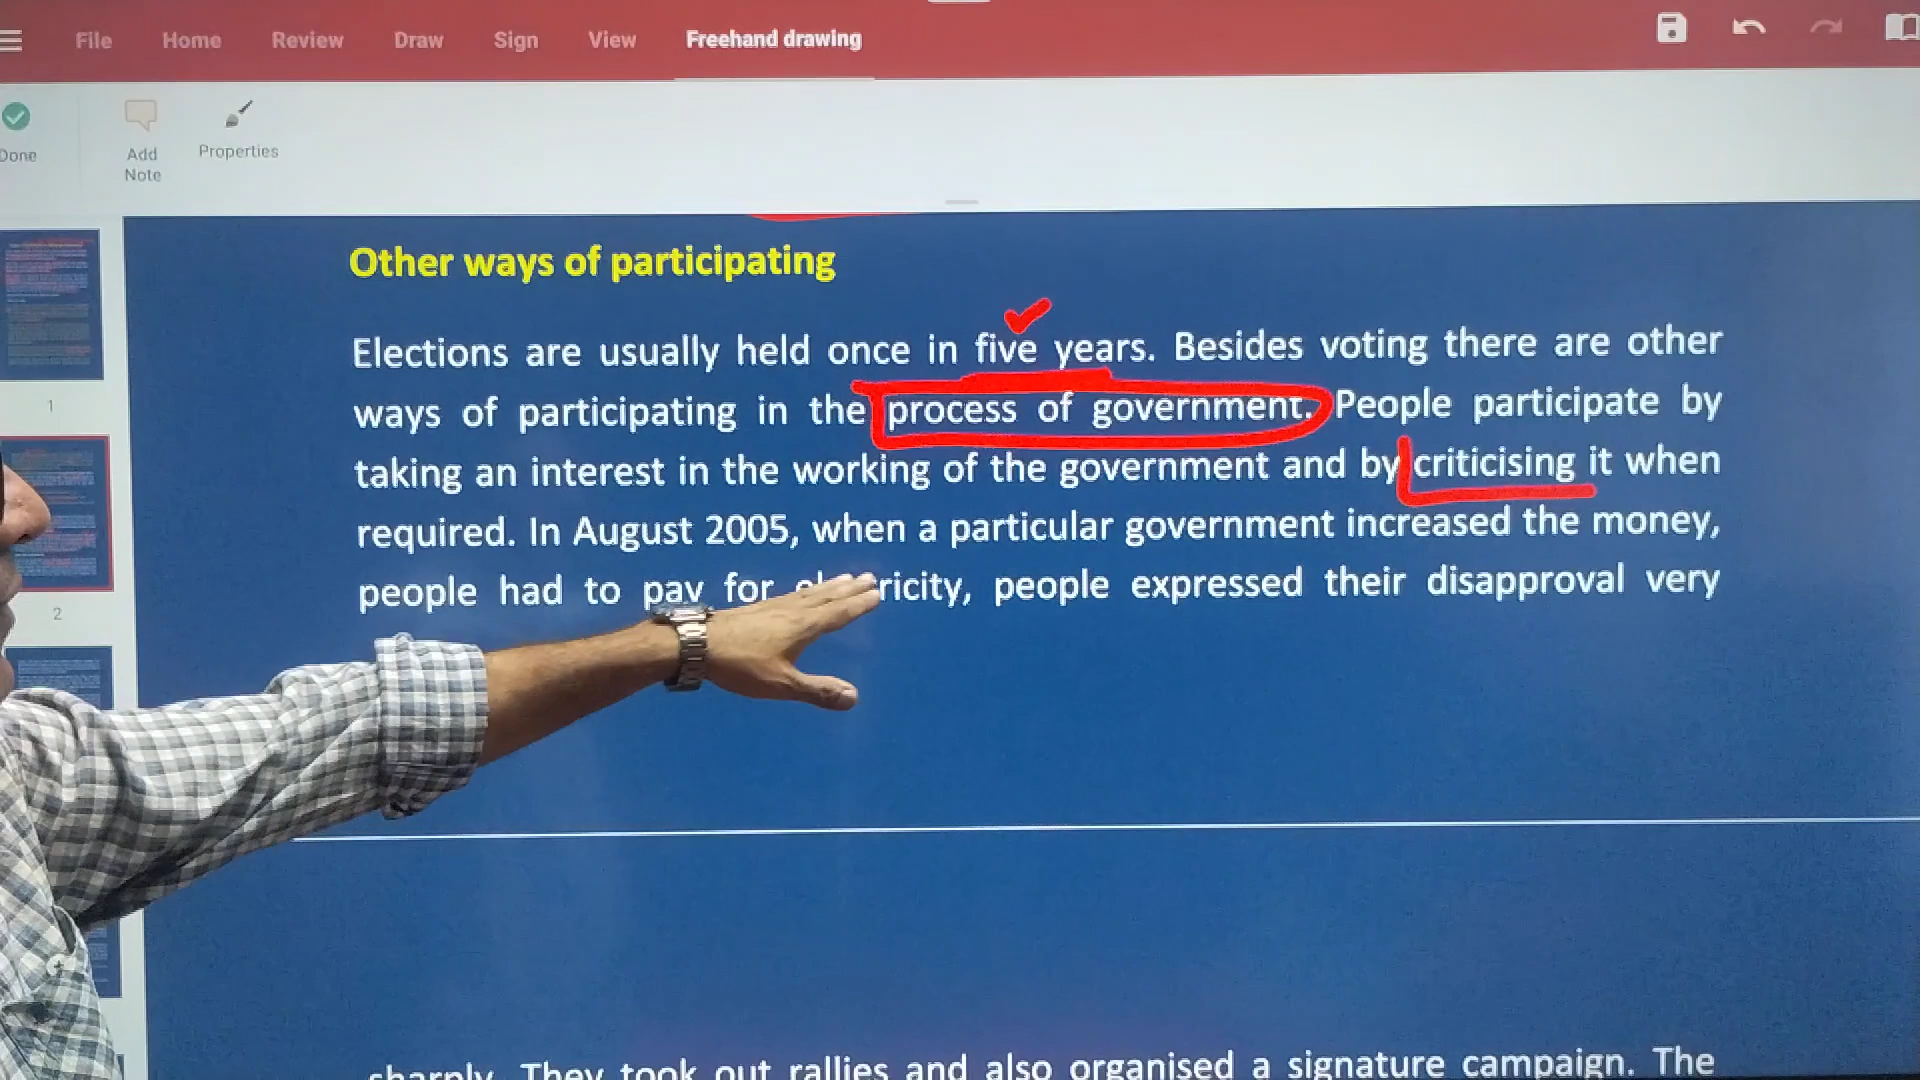 File Home Review Draw Sign View Freehand drawing
Done Add Note Properties
Other ways of participating
Elections are usually held once in five years. Besides voting there are other
ways of participating in the process of government. People participate by
taking an interest in the working of the government and by criticising it when
required. In August 2005, when a particular government increased the money,
people had to pay for electricity, people expressed their disapproval very
1
2
sharply. They took out rallies and also organised a signature campaign. The